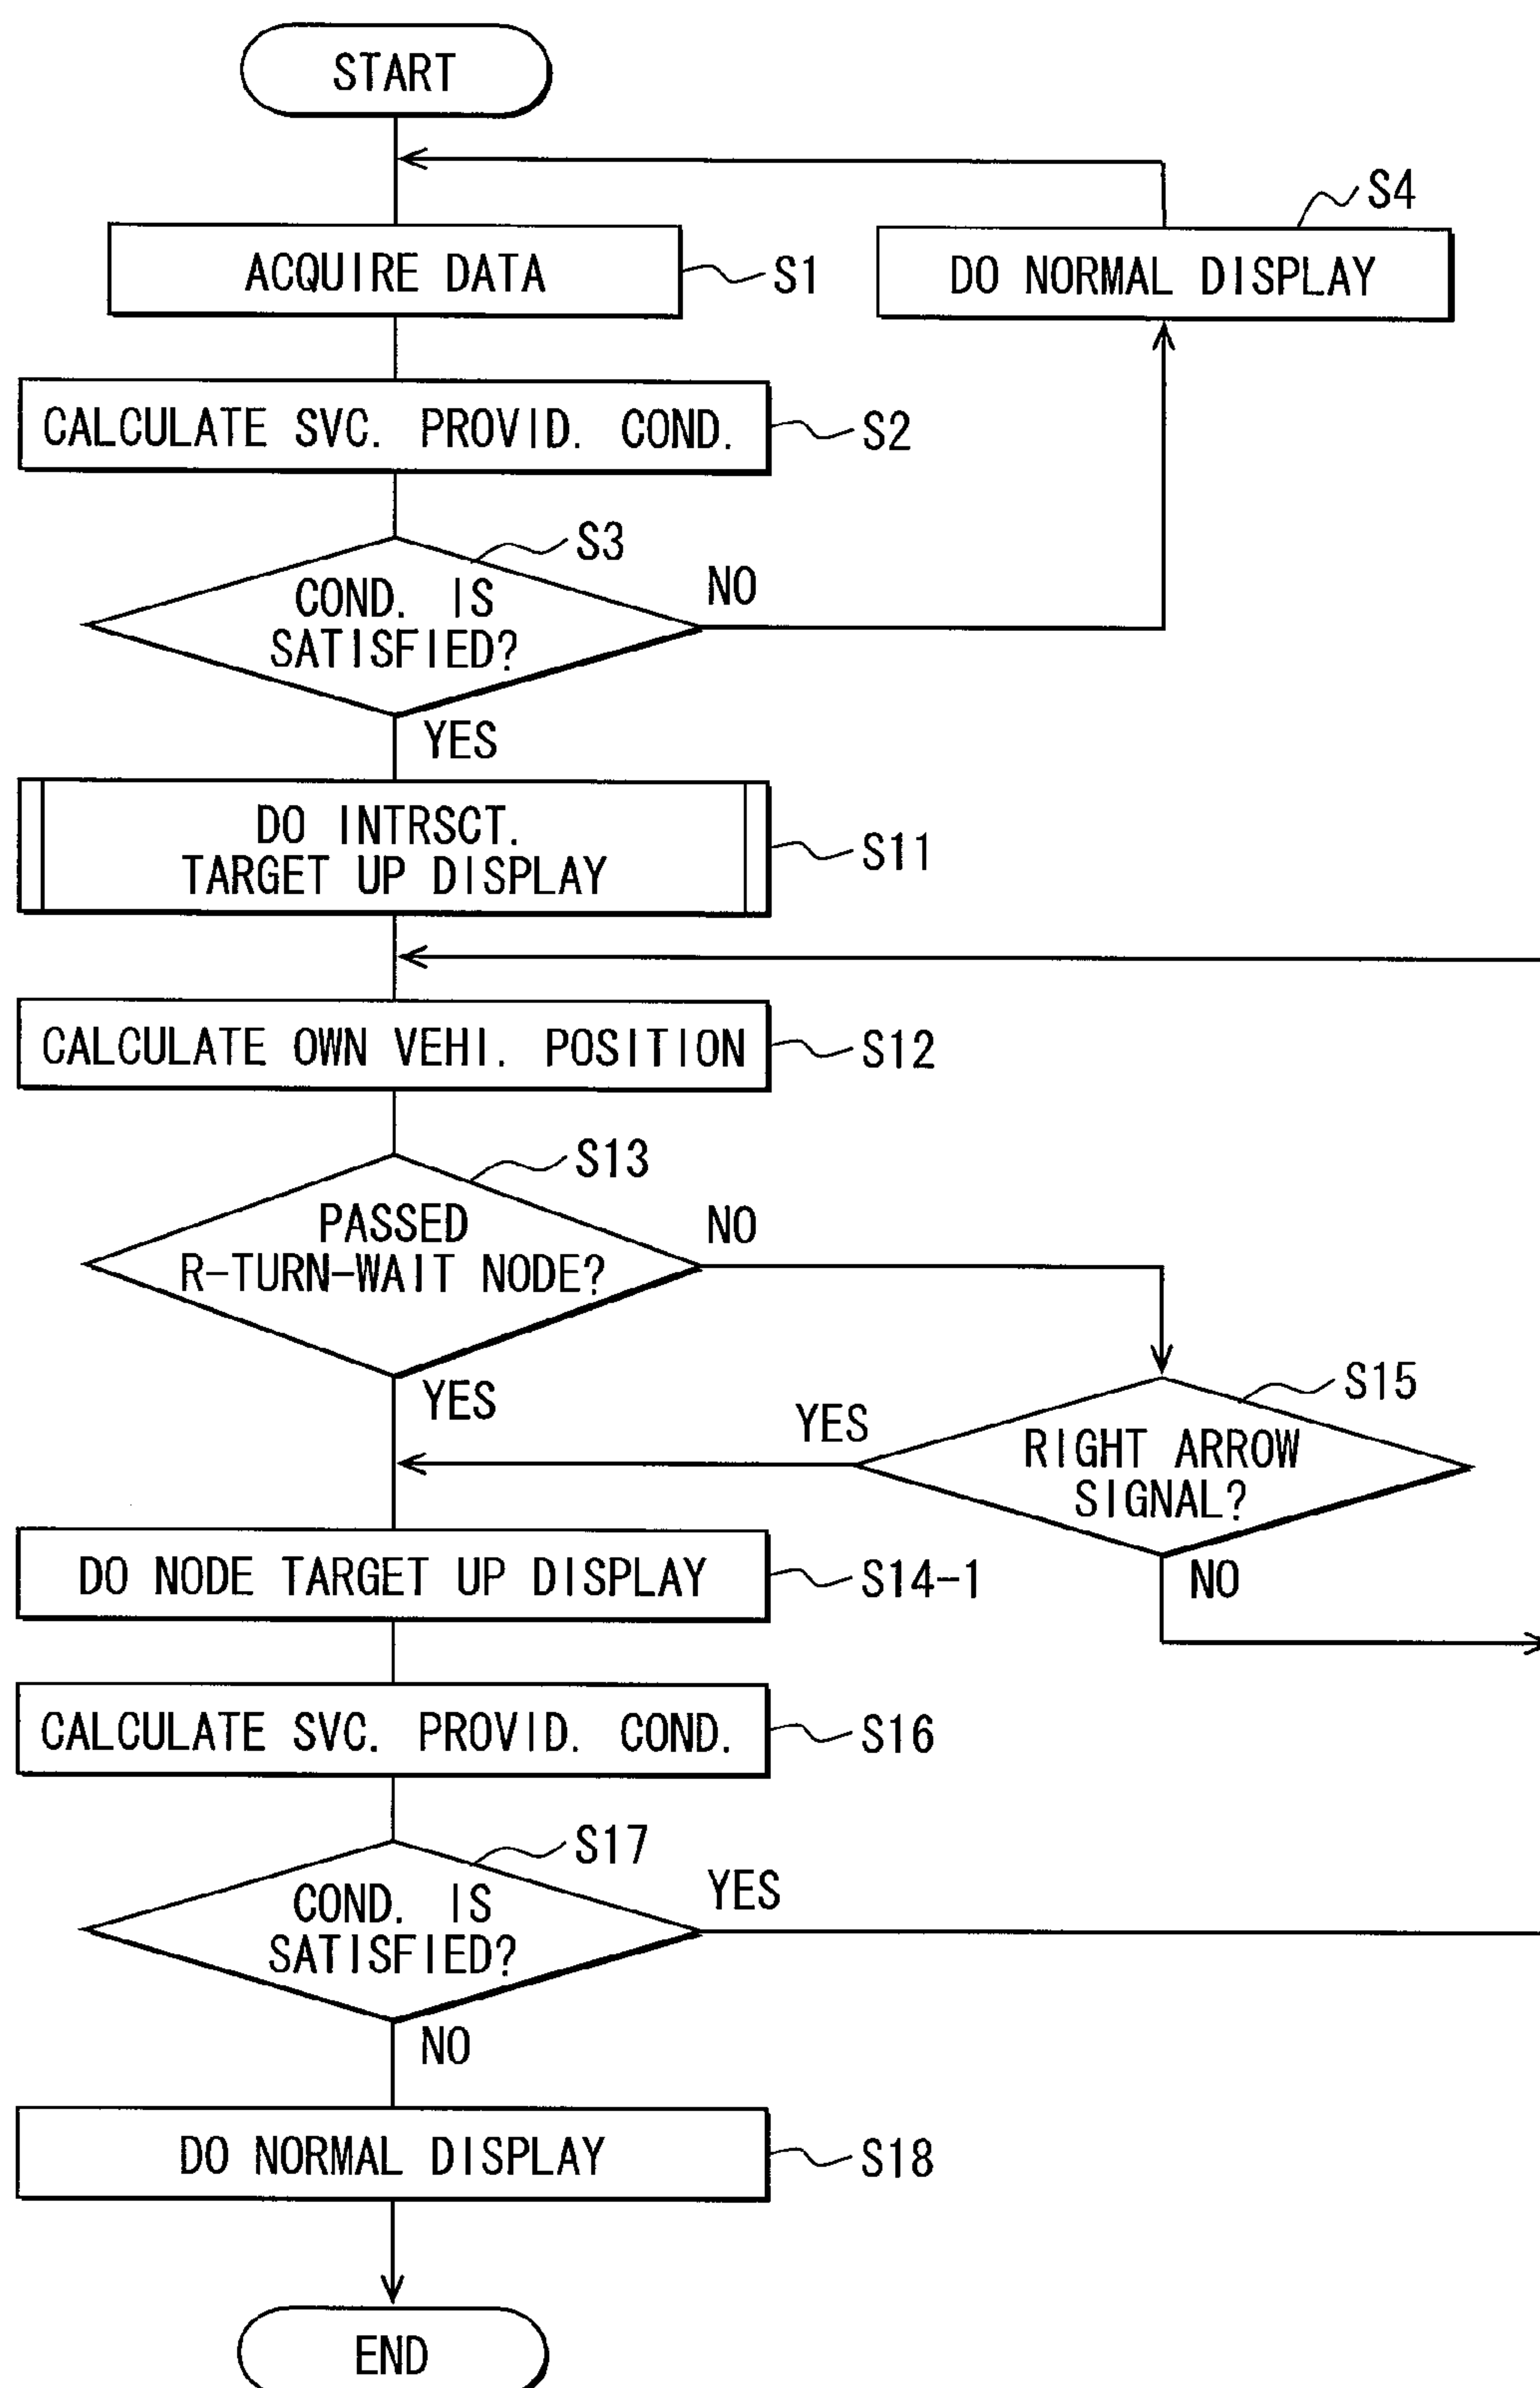 START
S4
ACQUIRE DATA
S1
DO NORMAL DISPLAY
CALCULATE SVC. PROVID. COND.
S2
S3
COND. IS
SATISFIED?
NO
YES
DO INTRSCT.
TARGET UP DISPLAY
S11
CALCULATE OWN VEHI. POSITION
S12
S13
PASSED
R-TURN-WAIT NODE?
NO
YES
S15
YES
RIGHT ARROW
SIGNAL?
NO
DO NODE TARGET UP DISPLAY
S14-1
CALCULATE SVC. PROVID. COND.
S16
S17
COND. IS
SATISFIED?
YES
NO
DO NORMAL DISPLAY
S18
END